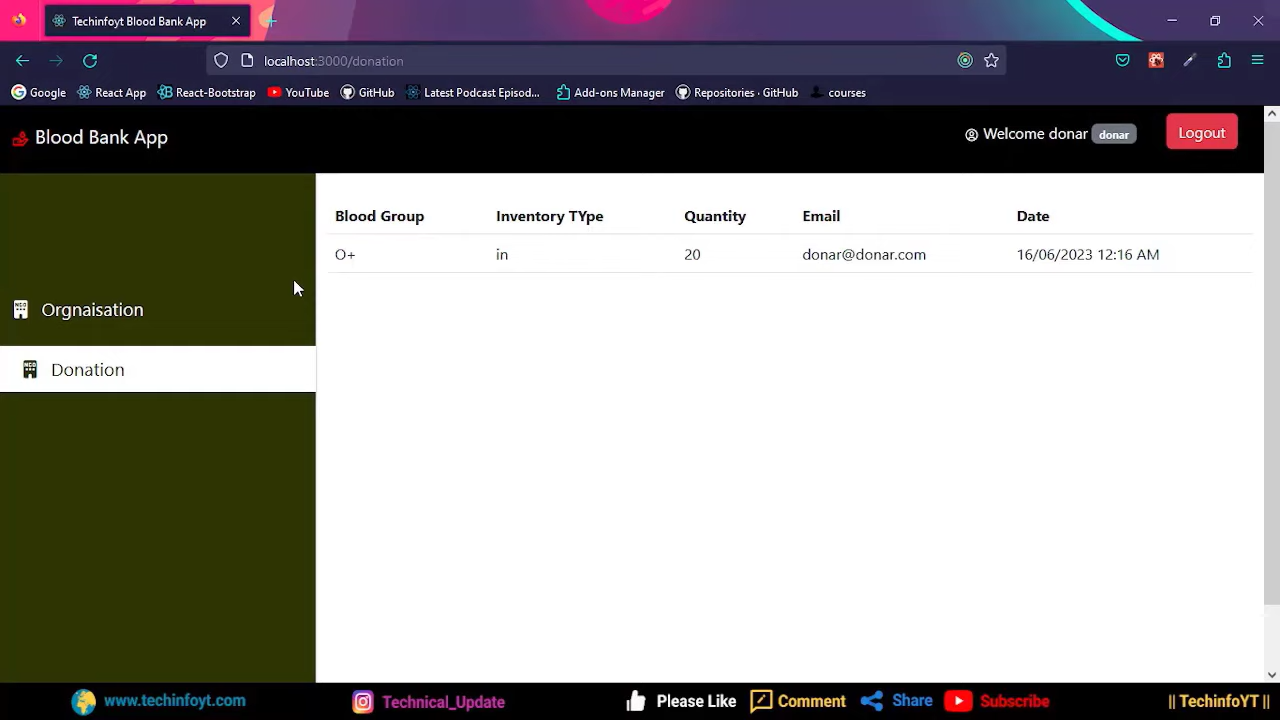 Techinfoyt Blood Bank App
localhost:3000/donation
Google React App React-Bootstrap YouTube GitHub Latest Podcast Episod... Add-ons Manager Repositories · GitHub courses
Blood Bank App
Welcome donar donar
Logout
Blood Group Inventory TYpe Quantity Email Date
O+ in 20 donar@donar.com 16/06/2023 12:16 AM
Orgnaisation
Donation
www.techinfoyt.com Technical_Update Please Like Comment Share Subscribe || TechinfoYT ||